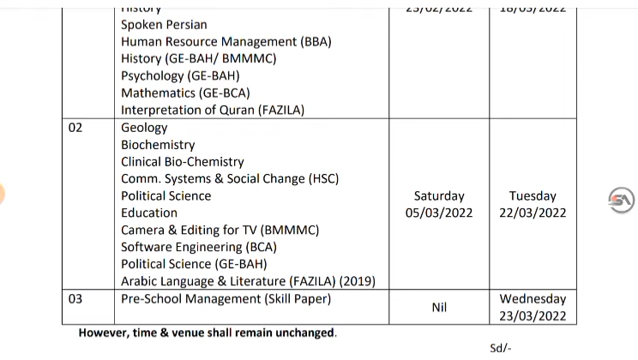 History 23/02/2022 18/03/2022
Spoken Persian
Human Resource Management (BBA)
History (GE-BAH/ BMMMC)
Psychology (GE-BAH)
Mathematics (GE-BCA)
Interpretation of Quran (FAZILA)
02 Geology
Biochemistry
Clinical Bio-Chemistry
Comm. Systems & Social Change (HSC)
Political Science
Education
Camera & Editing for TV (BMMMC)
Software Engineering (BCA)
Political Science (GE-BAH)
Arabic Language & Literature (FAZILA) (2019)
Saturday
05/03/2022
Tuesday
22/03/2022
03 Pre-School Management (Skill Paper)
Nil
Wednesday
23/03/2022
However, time & venue shall remain unchanged.
Sd/-
SA